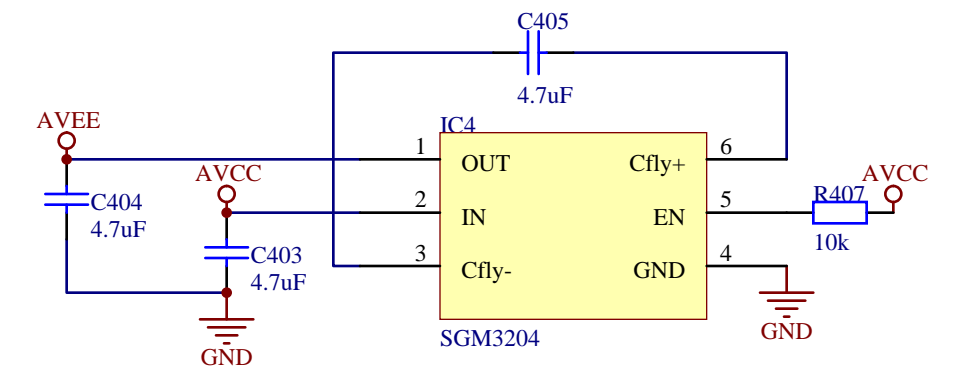 C405
4.7uF
AVEE
IC4
1
OUT
Cfly+
6
AVCC
AVCC
C404
4.7uF
2
IN
EN
5
R407
10k
C403
4.7uF
3
Cfly-
GND
4
GND
SGM3204
GND